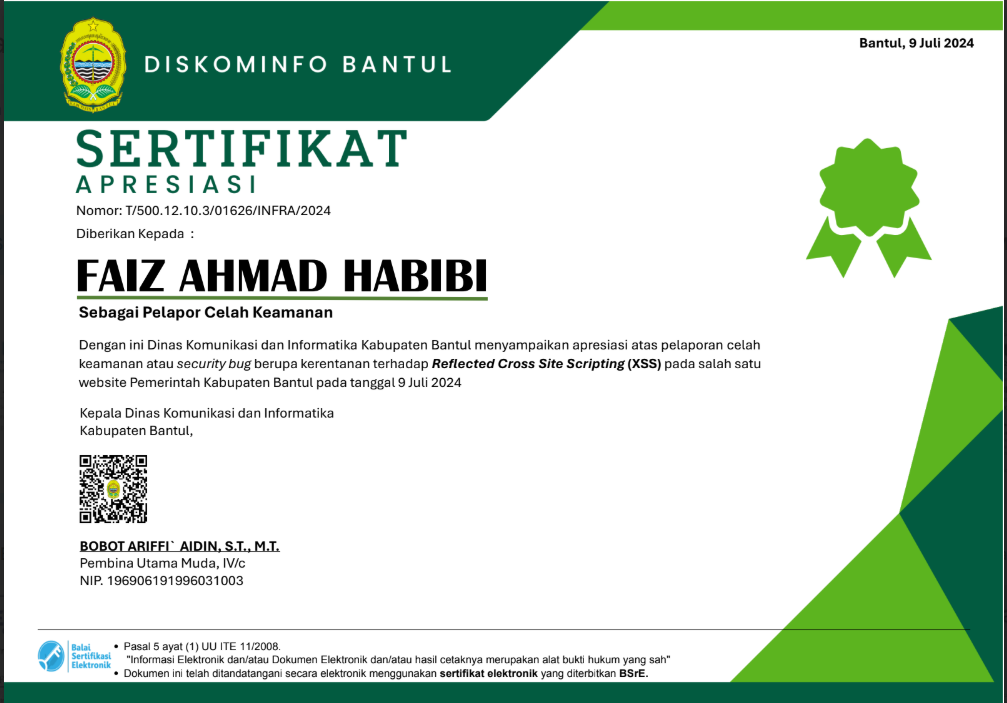 DISKOMINFO BANTUL
Bantul, 9 Juli 2024
SERTIFIKAT
APRESIASI
Nomor: T/500.12.10.3/01626/INFRA/2024
Diberikan Kepada :
FAIZ AHMAD HABIBI
Sebagai Pelapor Celah Keamanan
Dengan ini Dinas Komunikasi dan Informatika Kabupaten Bantul menyampaikan apresiasi atas pelaporan celah
keamanan atau security bug berupa kerentanan terhadap Reflected Cross Site Scripting (XSS) pada salah satu
website Pemerintah Kabupaten Bantul pada tanggal 9 Juli 2024
Kepala Dinas Komunikasi dan Informatika
Kabupaten Bantul,
BOBOT ARIFFI` AIDIN, S.T., M.T.
Pembina Utama Muda, IV/c
NIP. 196906191996031003
Balai
Sertifikasi
Elektronik
• Pasal 5 ayat (1) UU ITE 11/2008.
"Informasi Elektronik dan/atau Dokumen Elektronik dan/atau hasil cetaknya merupakan alat bukti hukum yang sah"
• Dokumen ini telah ditandatangani secara elektronik menggunakan sertifikat elektronik yang diterbitkan BSrE.